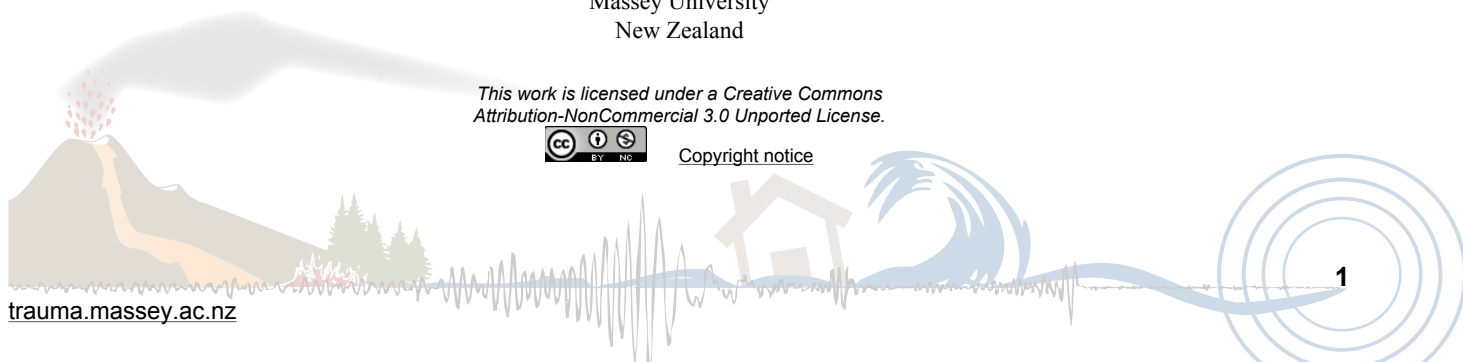 Massey University
New Zealand
This work is licensed under a Creative Commons
Attribution-NonCommercial 3.0 Unported License.
cc BY NC
Copyright notice
1
trauma.massey.ac.nz